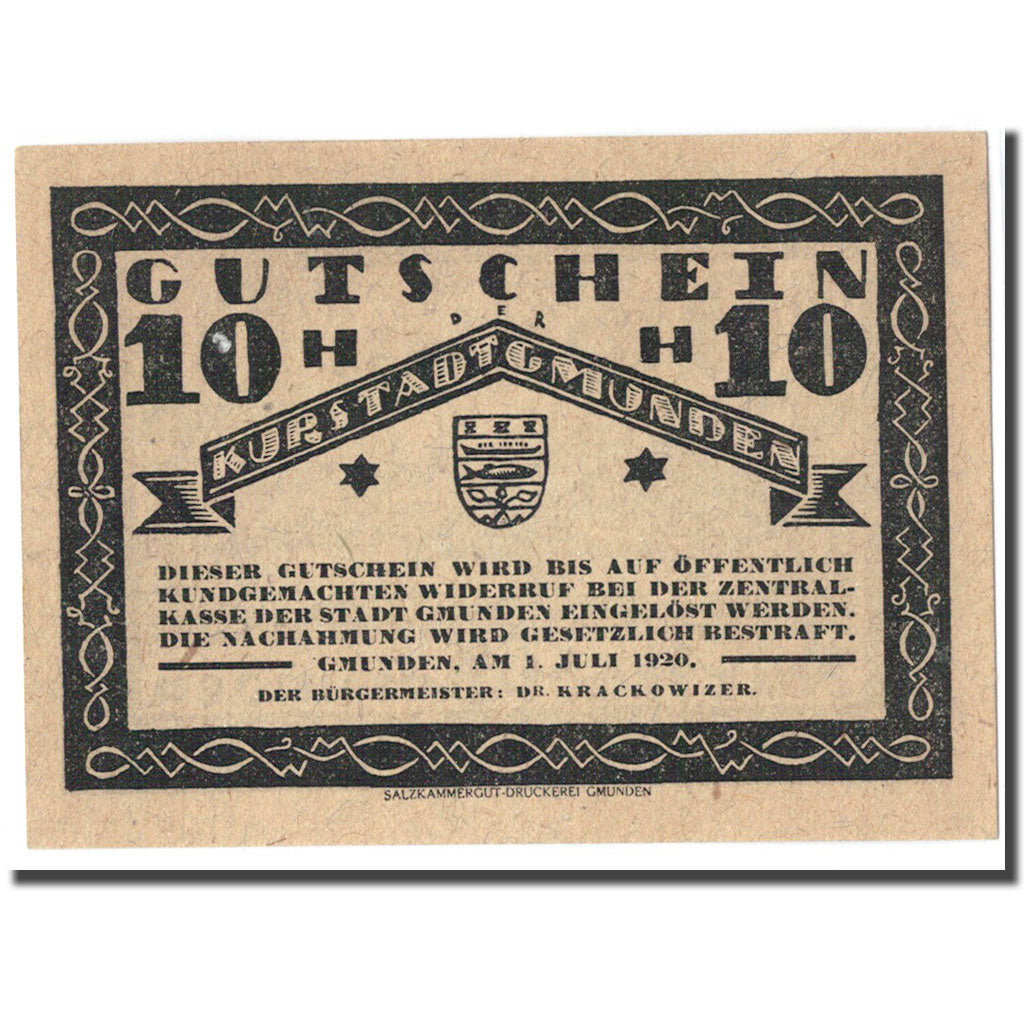 GUTSCHEIN
10 H DER H 10
KURSTADT GMUNDEN
DIESER GUTSCHEIN WIRD BIS AUF ÖFFENTLICH
KUNDGEMACHTEN WIDERRUF BEI DER ZENTRAL-
KASSE DER STADT GMUNDEN EINGELÖST WERDEN.
DIE NACHAHMUNG WIRD GESETZLICH BESTRAFT.
GMUNDEN, AM 1. JULI 1920.
DER BÜRGERMEISTER: DR. KRACKOWIZER.
SALZKAMMERGUT-DRUCKEREI GMUNDEN